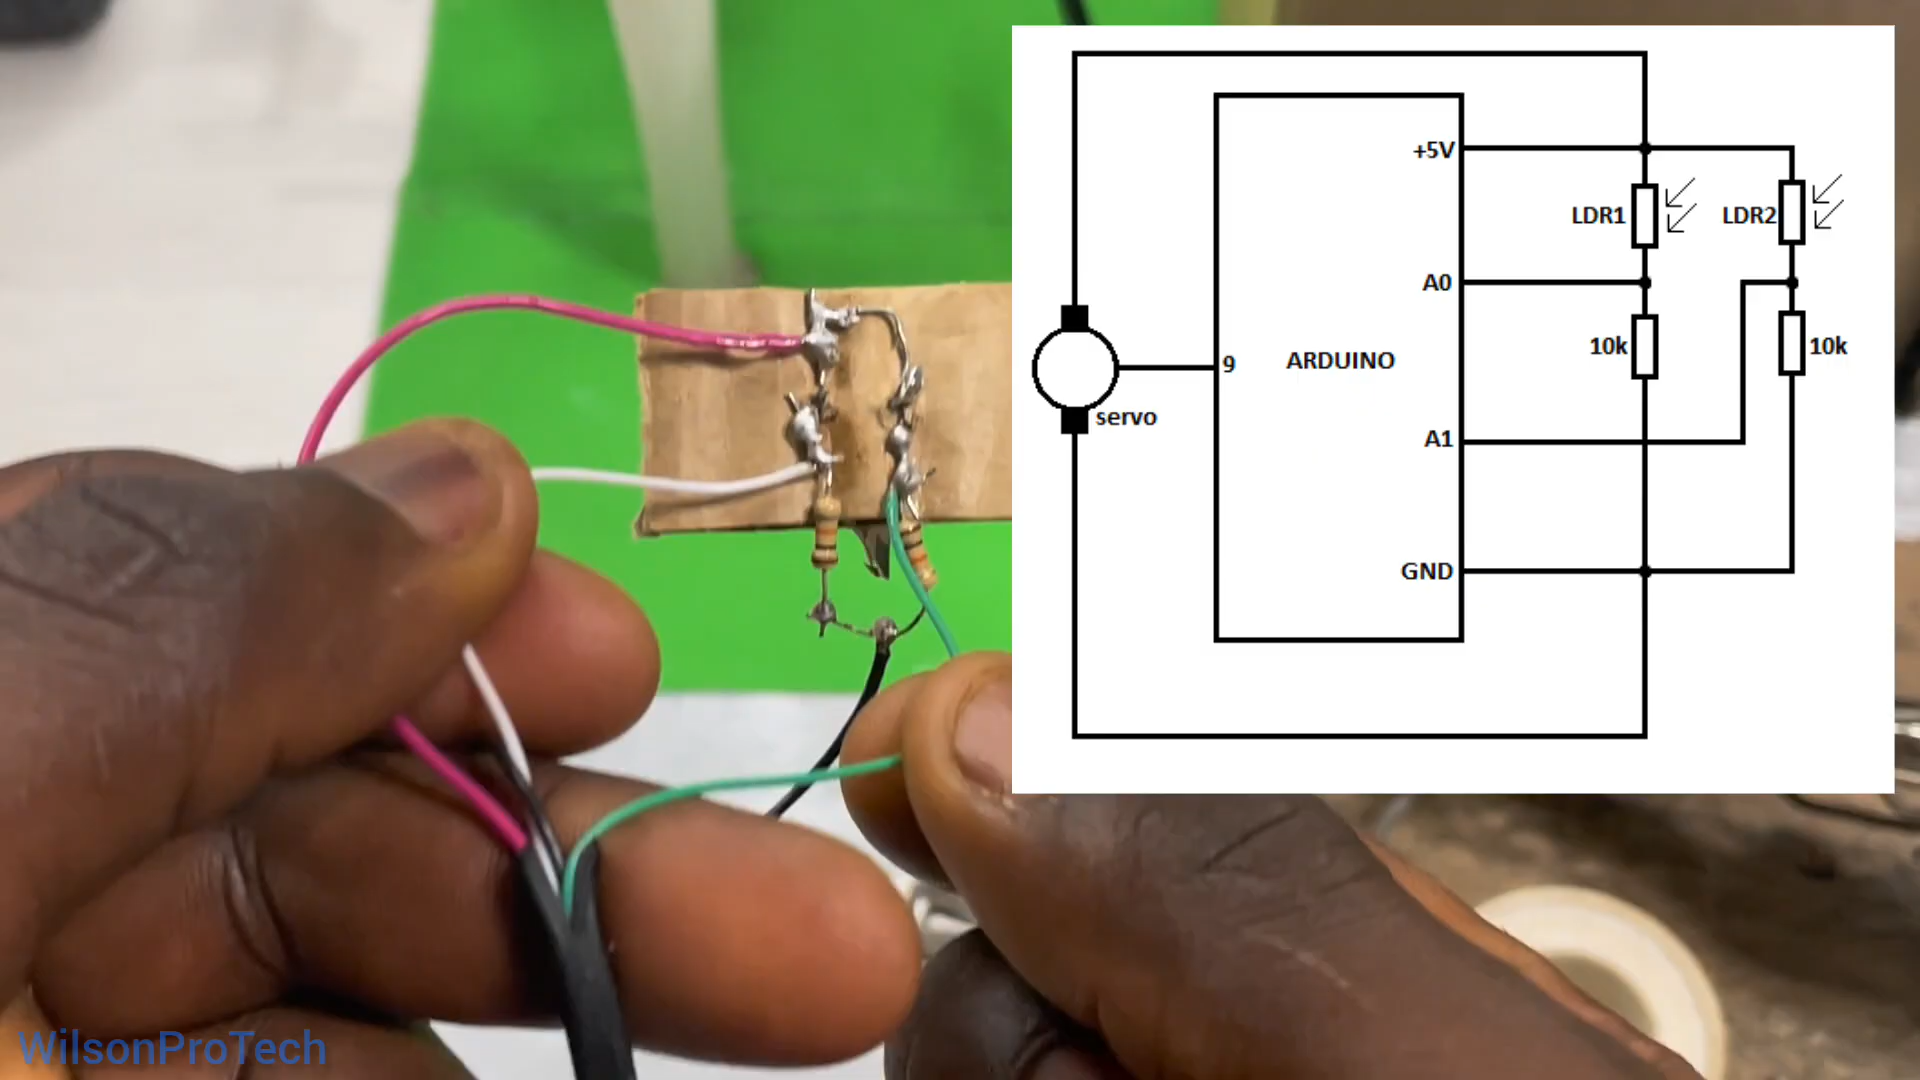 +5V
LDR1
LDR2
A0
10k
10k
9
ARDUINO
servo
A1
GND
WilsonProTech